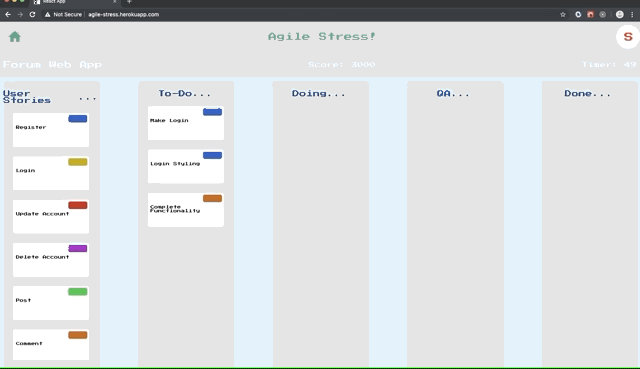 React App
Not Secure
agile-stress.herokuapp.com
Agile Stress!
S
Forum Web App
Score: 3000
Timer: 49
User Stories
...
To-Do...
Doing...
QA...
Done...
Register
Login
Update Account
Delete Account
Post
Comment
Make Login
Login Styling
Complete
Functionality